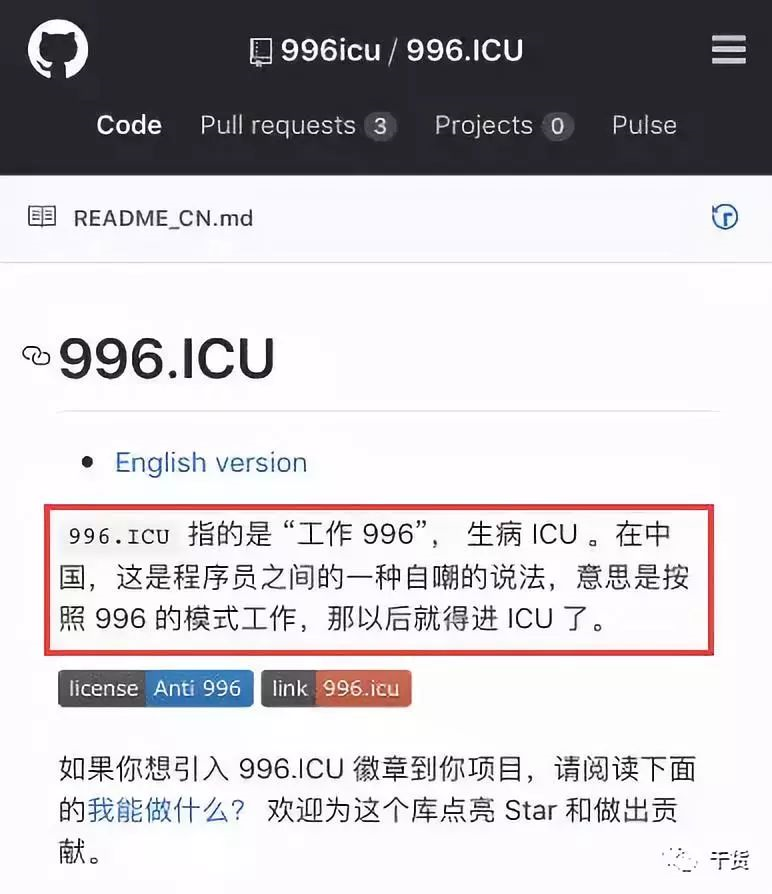 996icu / 996.ICU
Code Pull requests 3 Projects 0 Pulse
README_CN.md
996.ICU
English version
996.ICU 指的是 “工作 996”, 生病 ICU 。在中
国，这是程序员之间的一种自嘲的说法，意思是按
照 996 的模式工作，那以后就得进 ICU 了。
license Anti 996 link 996.icu
如果你想引入 996.ICU 徽章到你项目，请阅读下面
的我能做什么？ 欢迎为这个库点亮 Star 和做出贡
献。
干货